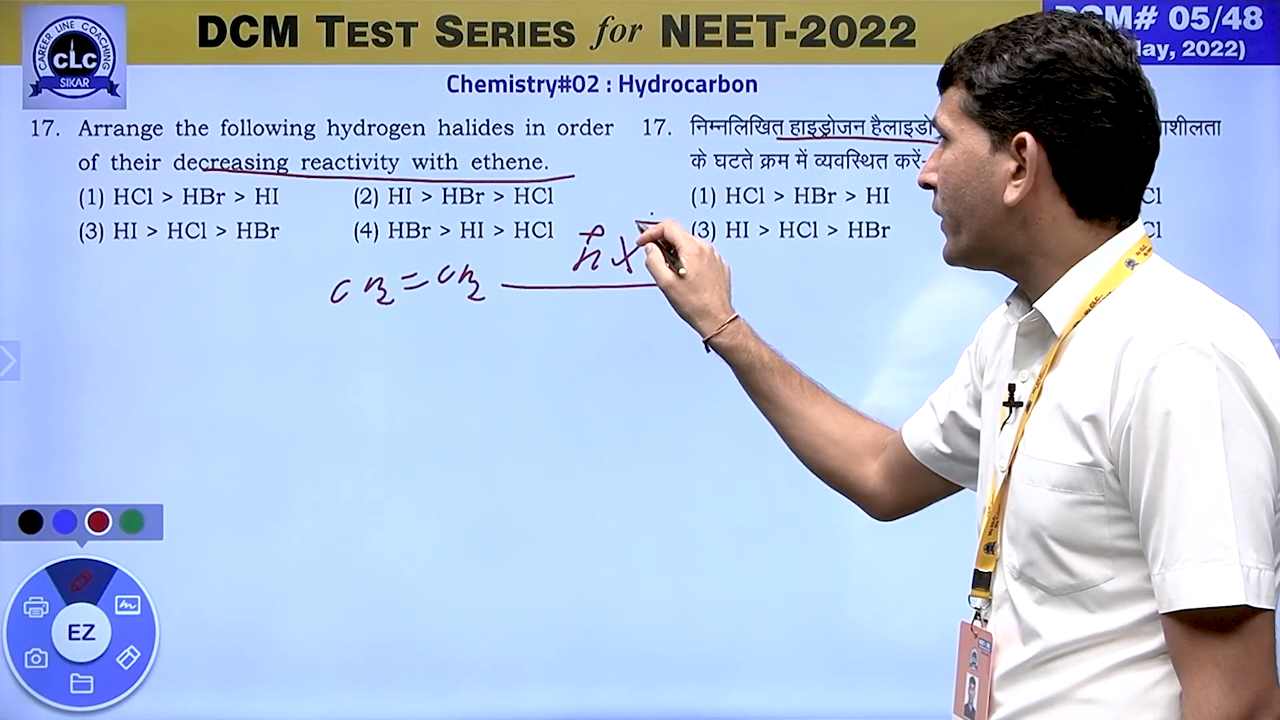 CAREER LINE COACHING
CLC
SIKAR
DCM TEST SERIES for NEET-2022
DCM# 05/48
May, 2022)
Chemistry#02 : Hydrocarbon
17. Arrange the following hydrogen halides in order
of their decreasing reactivity with ethene.
(1) HCl > HBr > HI (2) HI > HBr > HCl
(3) HI > HCl > HBr (4) HBr > HI > HCl
17. निम्नलिखित हाइड्रोजन
के घटते क्रम में व्यवस्थित करें-
(1) HCl > HBr > HI
(3) HI > HCl > HBr
CH2=CH2
EZ